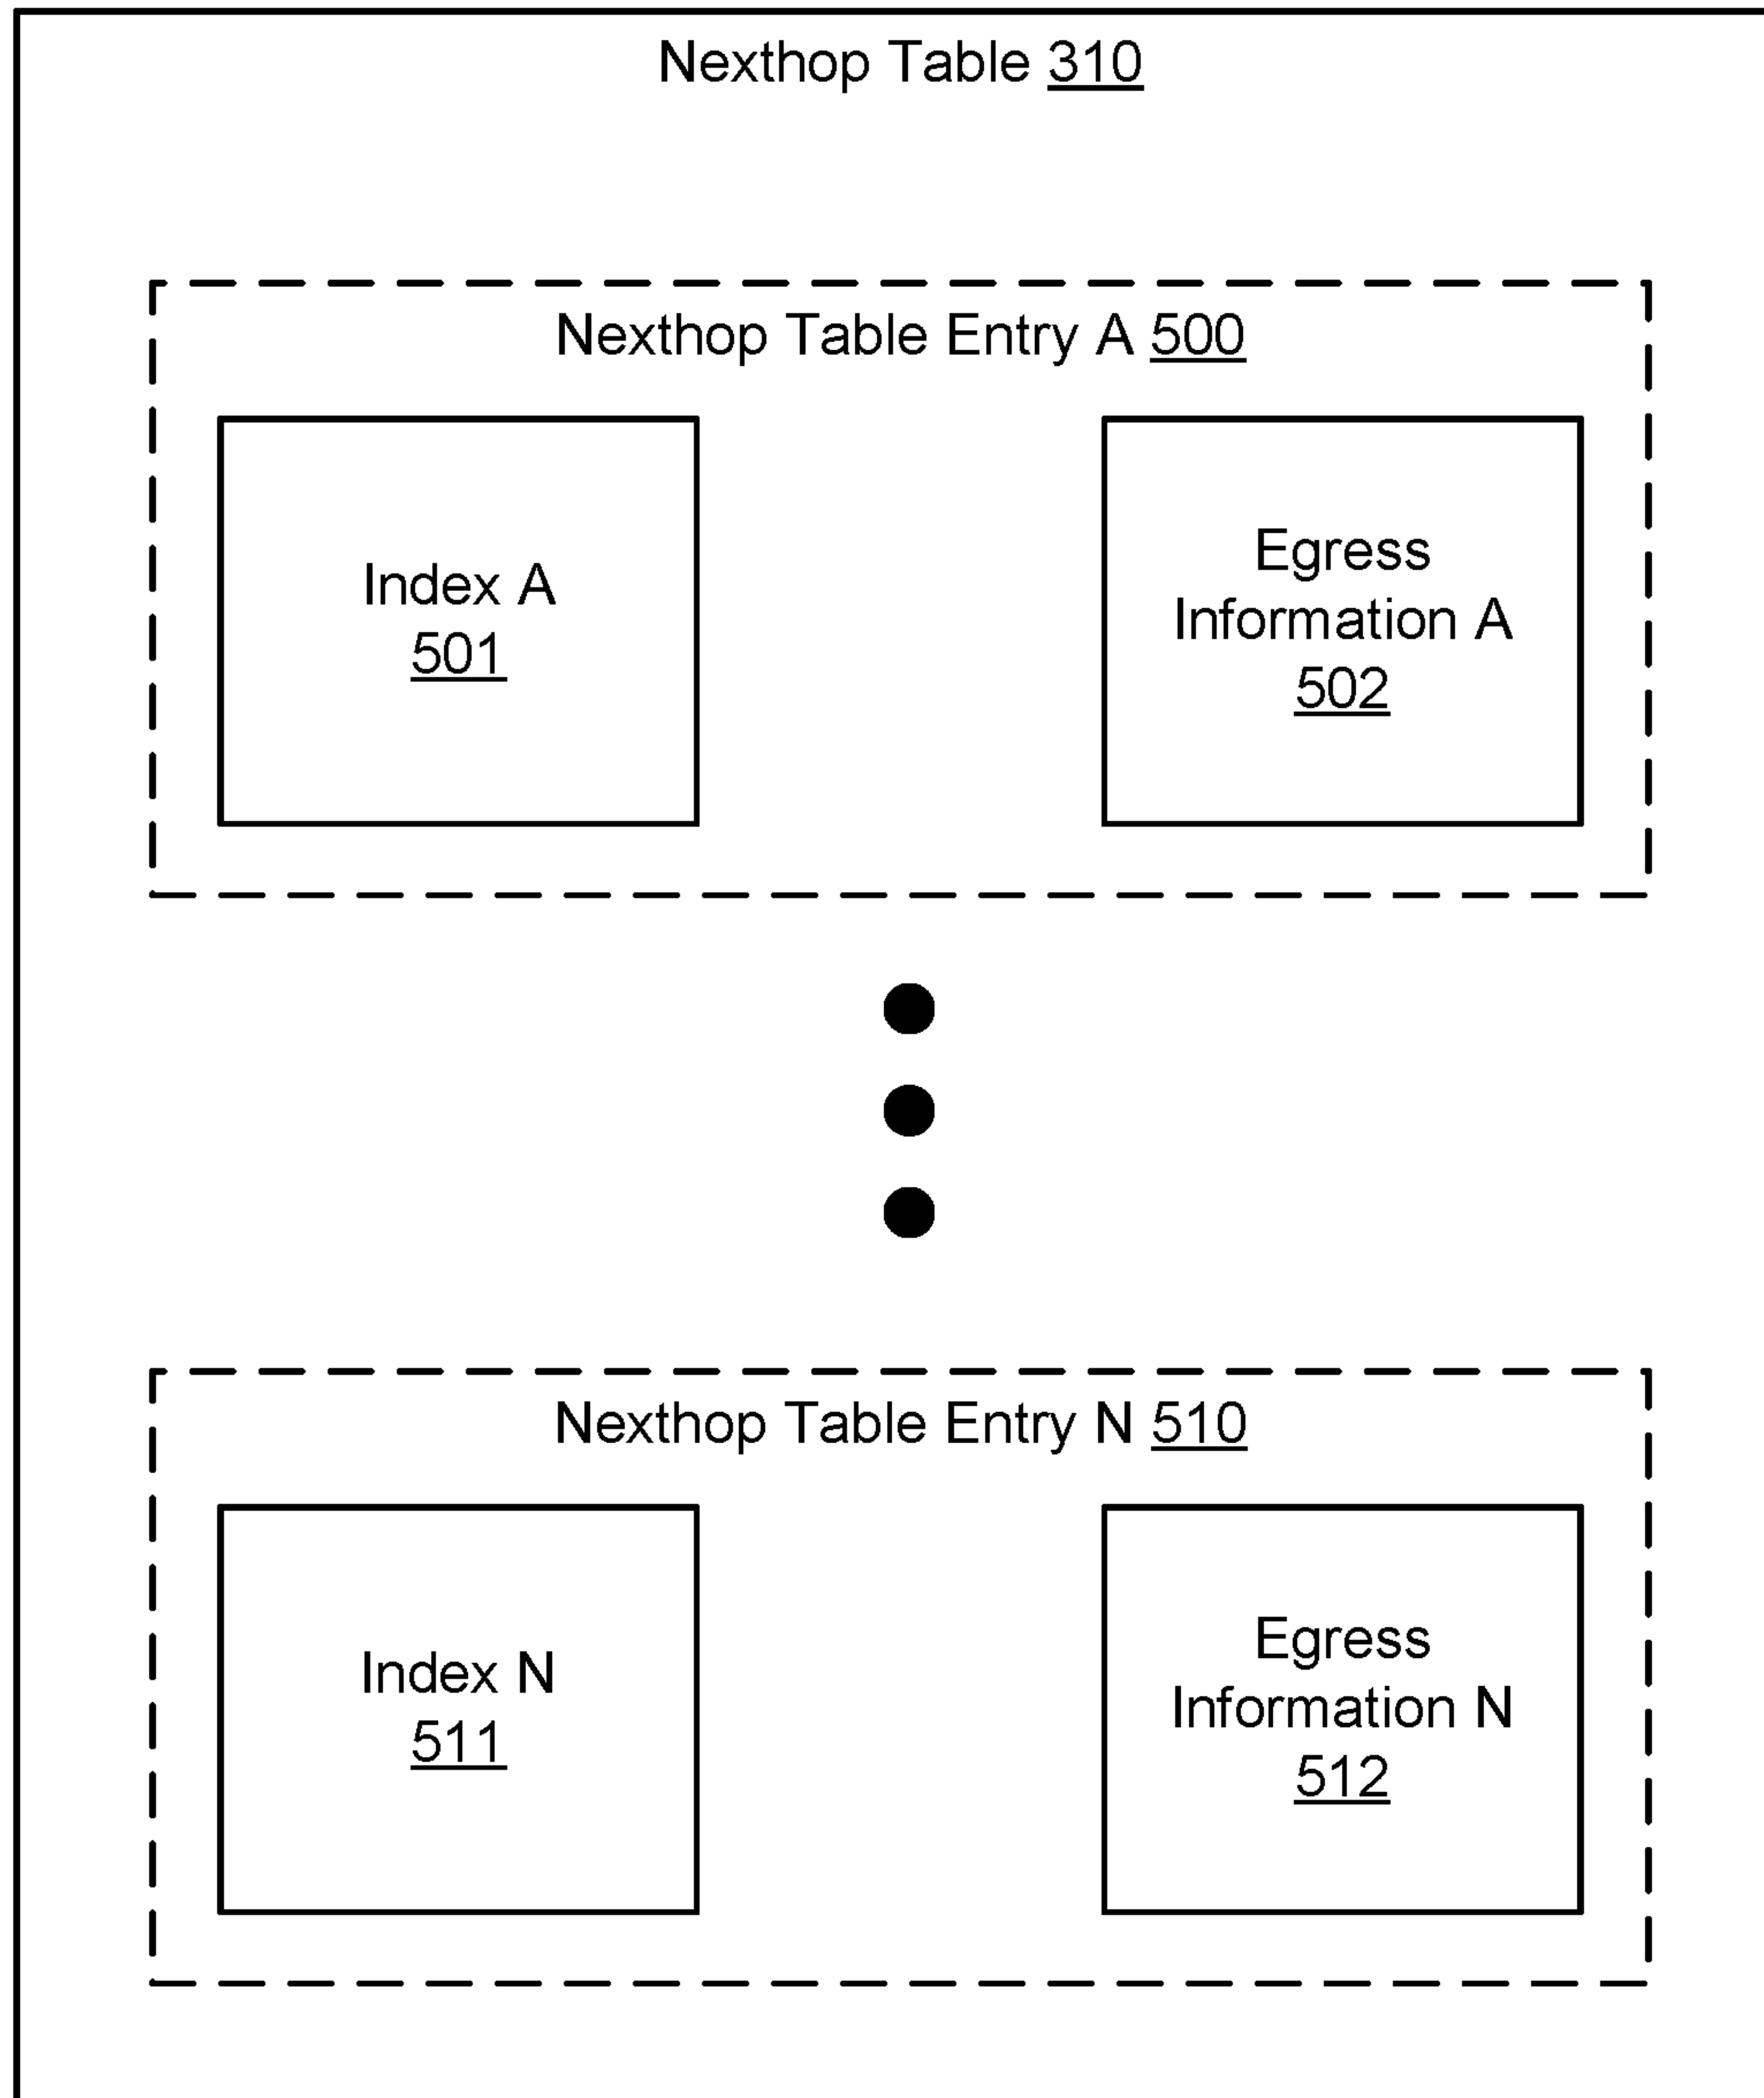 Nexthop Table 310
Nexthop Table Entry A 500
Index A
501
Egress
Information A
502
Nexthop Table Entry N 510
Index N
511
Egress
Information N
512